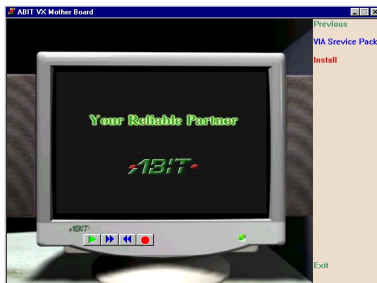 ABIT VX Mother Board
Previous
VIA Srevice Pack
Install
Your Reliable Partner
ABIT
ABIT
Exit